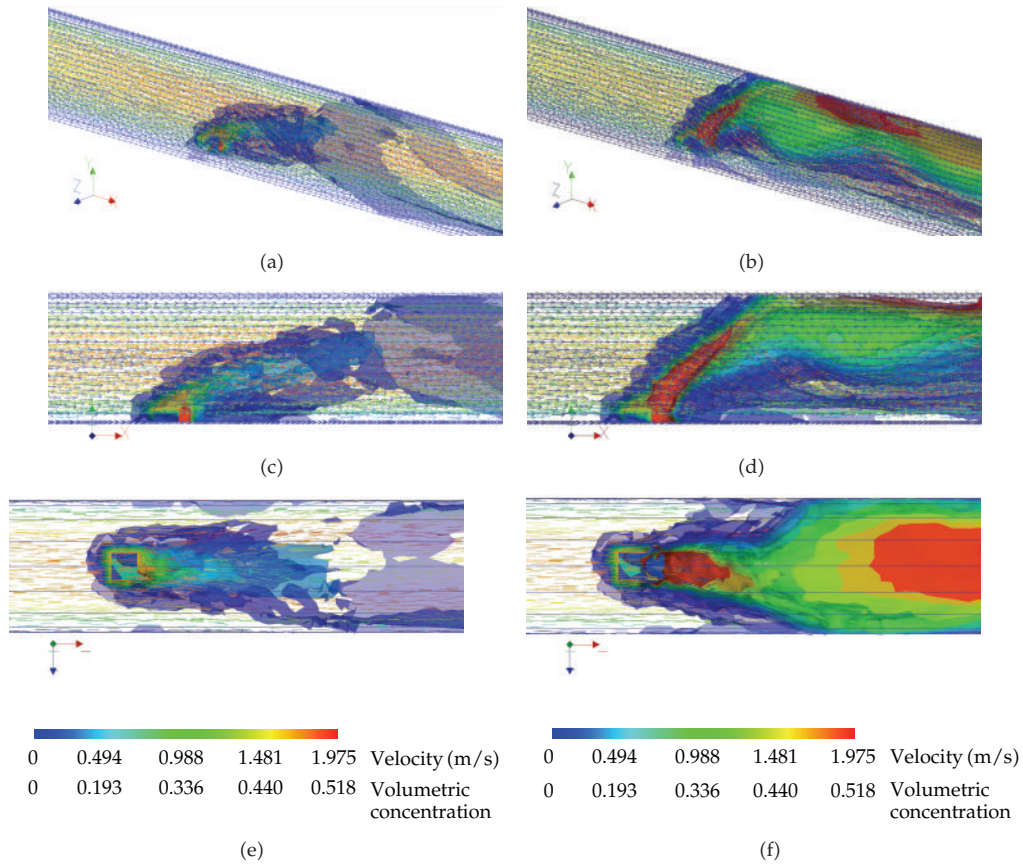 Y
Z
X
Y
Z
X
(a)
(b)
X
X
(c)
(d)
0 0.494 0.988 1.481 1.975 Velocity (m/s)
0 0.193 0.336 0.440 0.518 Volumetric
concentration
0 0.494 0.988 1.481 1.975 Velocity (m/s)
0 0.193 0.336 0.440 0.518 Volumetric
concentration
(e)
(f)